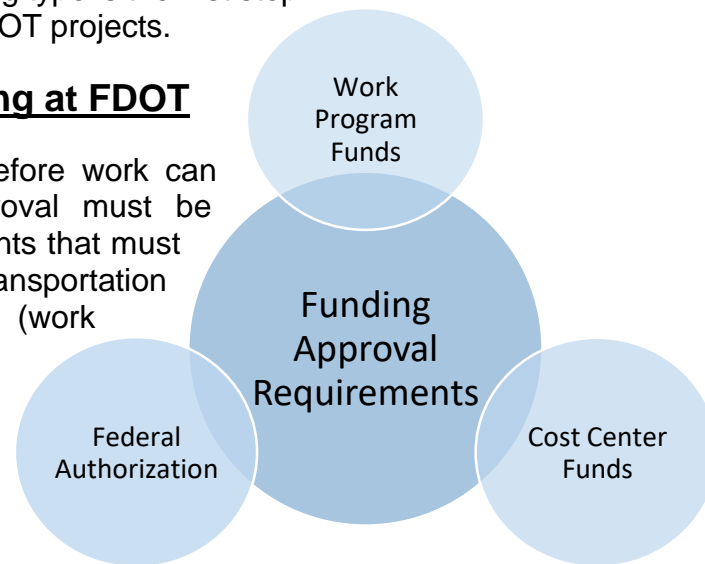 OT projects.
ng at FDOT
efore work can
roval must be
nts that must
ansportation
(work
Work
Program
Funds
Funding
Approval
Requirements
Federal
Authorization
Cost Center
Funds